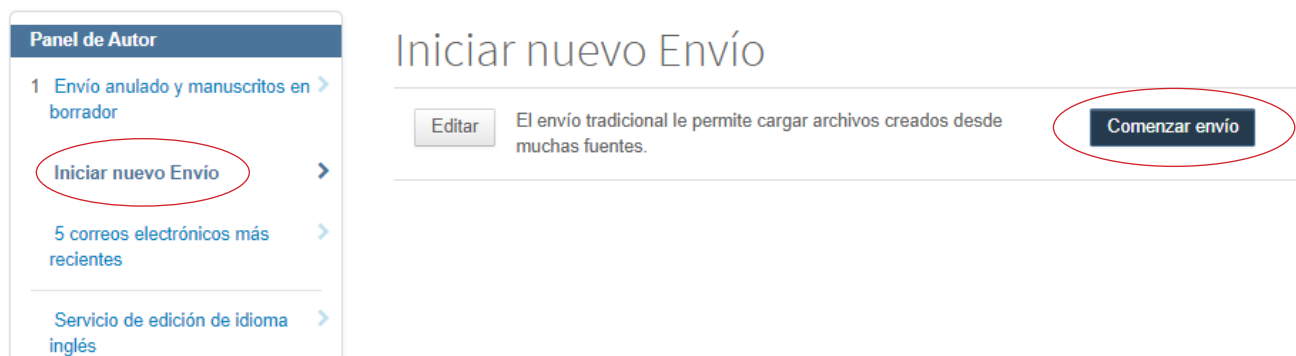 Panel de Autor
1 Envío anulado y manuscritos en
borrador
Iniciar nuevo Envío
5 correos electrónicos más
recientes
Servicio de edición de idioma
inglés
Iniciar nuevo Envío
Editar
El envío tradicional le permite cargar archivos creados desde
muchas fuentes.
Comenzar envío